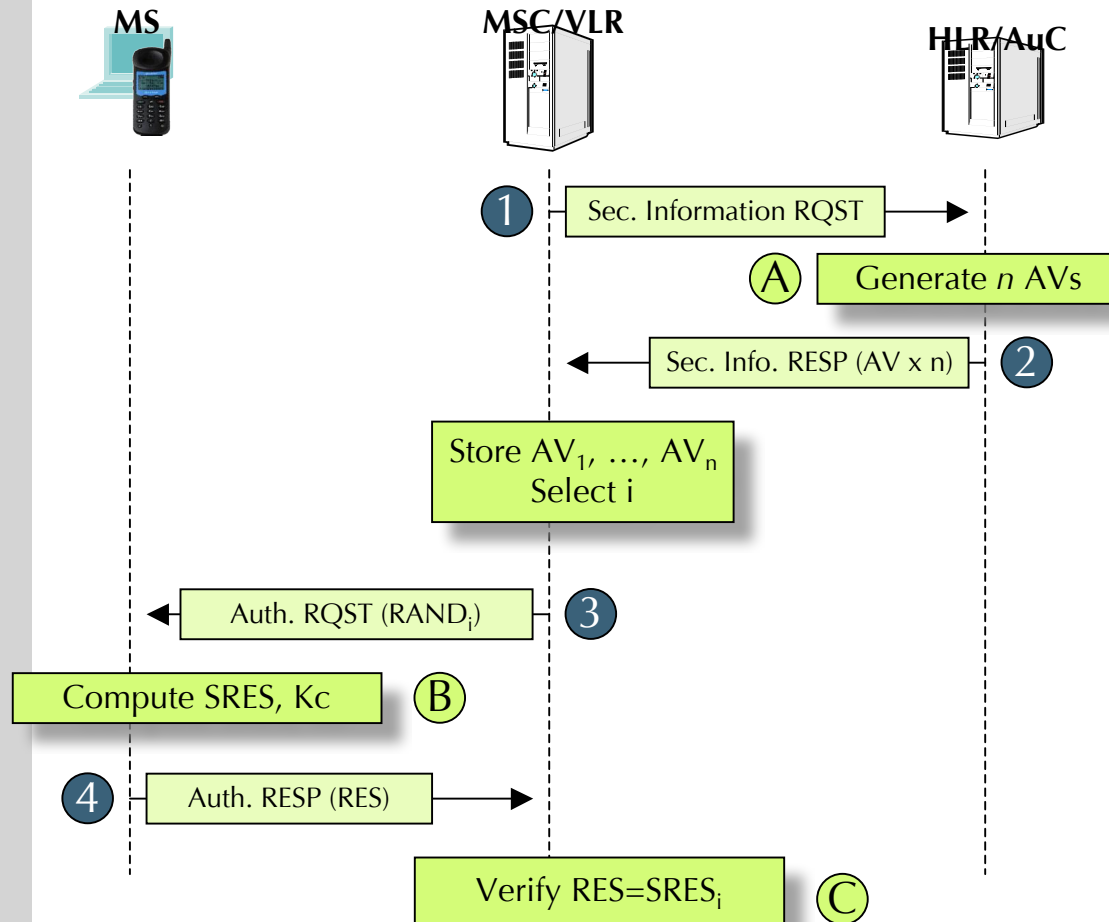 MS
MSC/VLR
HLR/AuC
1
Sec. Information RQST
A
Generate n AVs
Sec. Info. RESP (AV x n)
2
Store AV₁, …, AVₙ
Select i
Auth. RQST (RANDᵢ)
3
Compute SRES, Kc
B
4
Auth. RESP (RES)
Verify RES=SRESᵢ
C